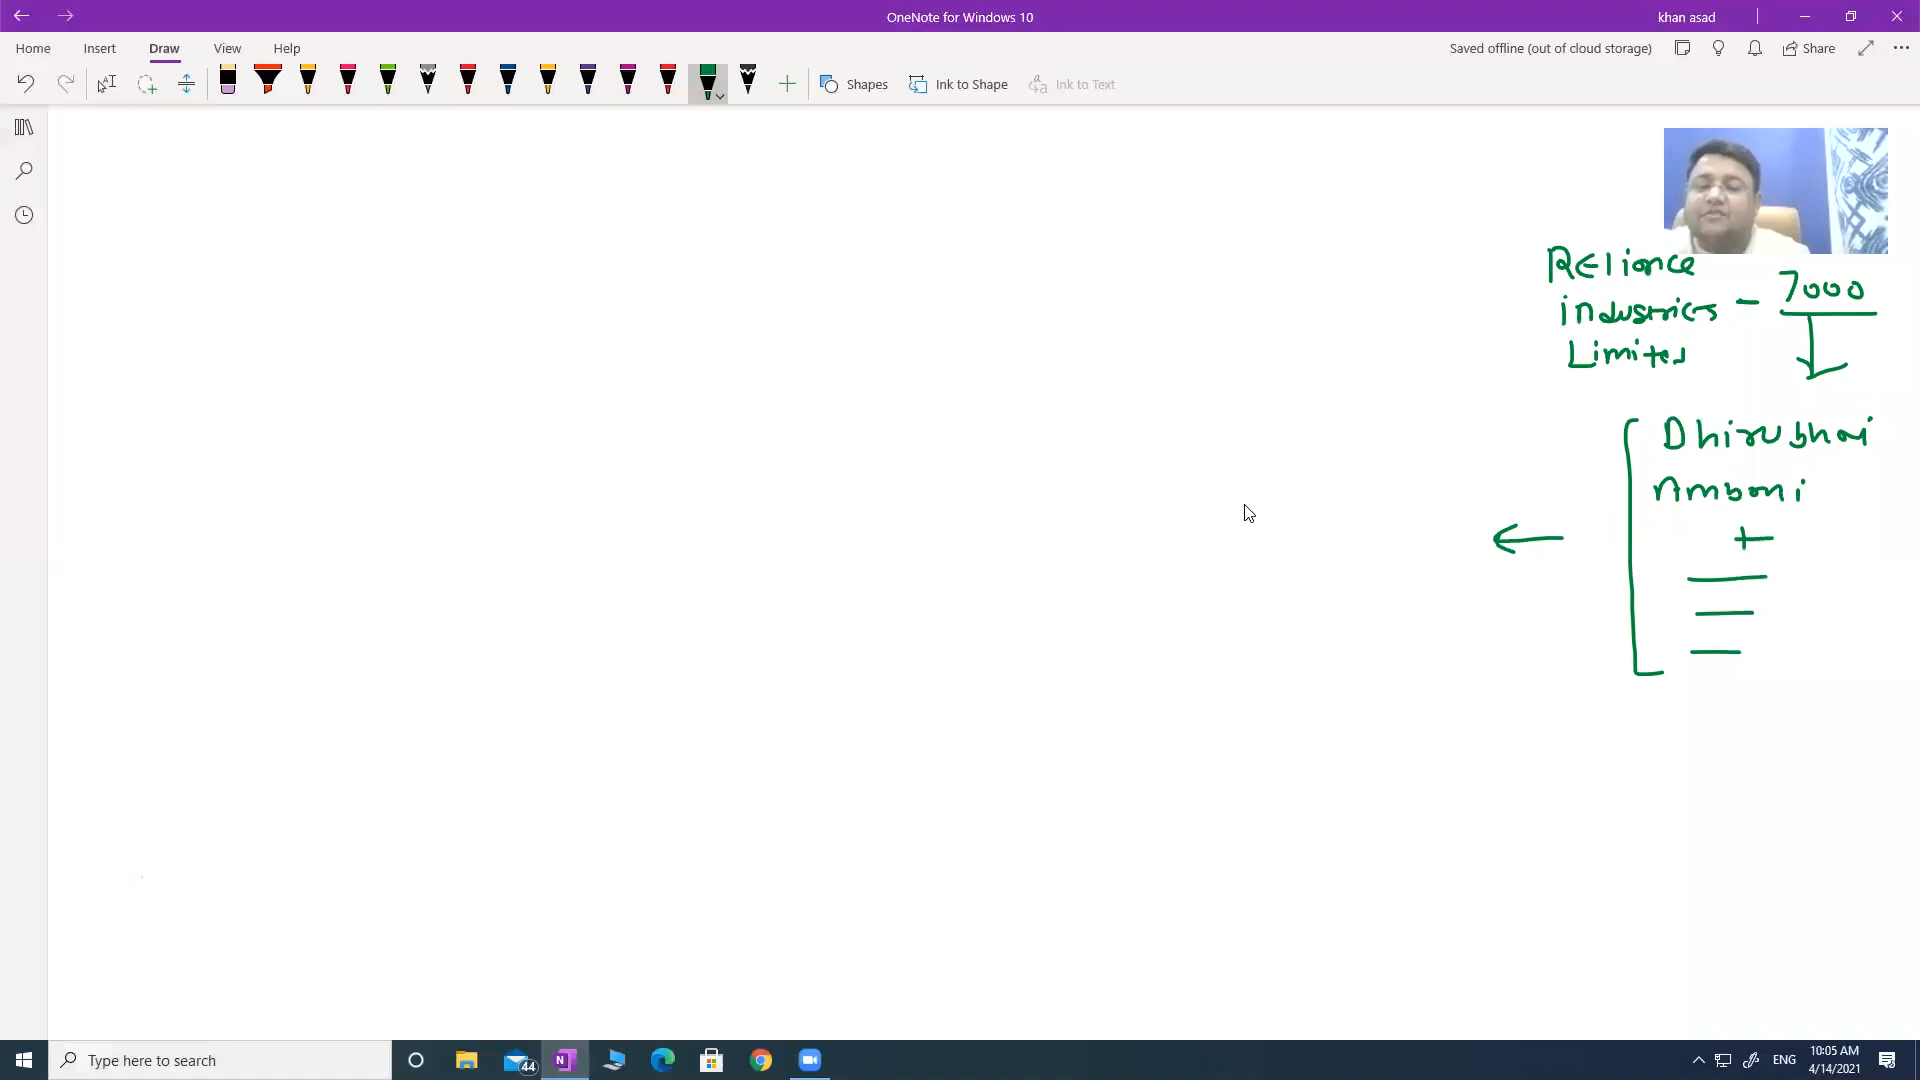 OneNote for Windows 10
khan asad
Home Insert Draw View Help
Saved offline (out of cloud storage)
Share
Shapes
Ink to Shape
Ink to Text
Reliance
industries - 7000
Limited
Dhirubhai
Ambani
+
Type here to search
44
N
ENG
10:05 AM
4/14/2021